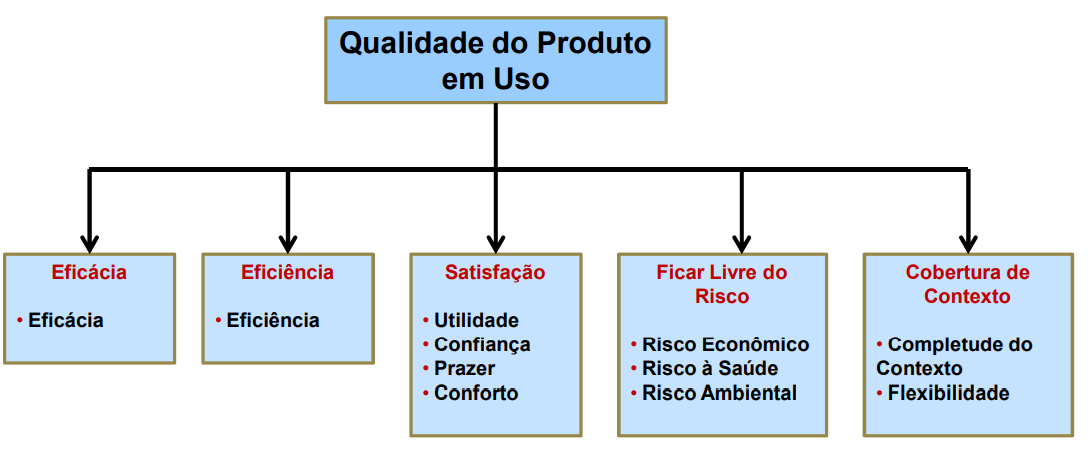 Qualidade do Produto
em Uso
Eficácia
• Eficácia
Eficiência
• Eficiência
Satisfação
• Utilidade
• Confiança
• Prazer
• Conforto
Ficar Livre do
Risco
• Risco Econômico
• Risco à Saúde
• Risco Ambiental
Cobertura de
Contexto
• Completude do
Contexto
• Flexibilidade